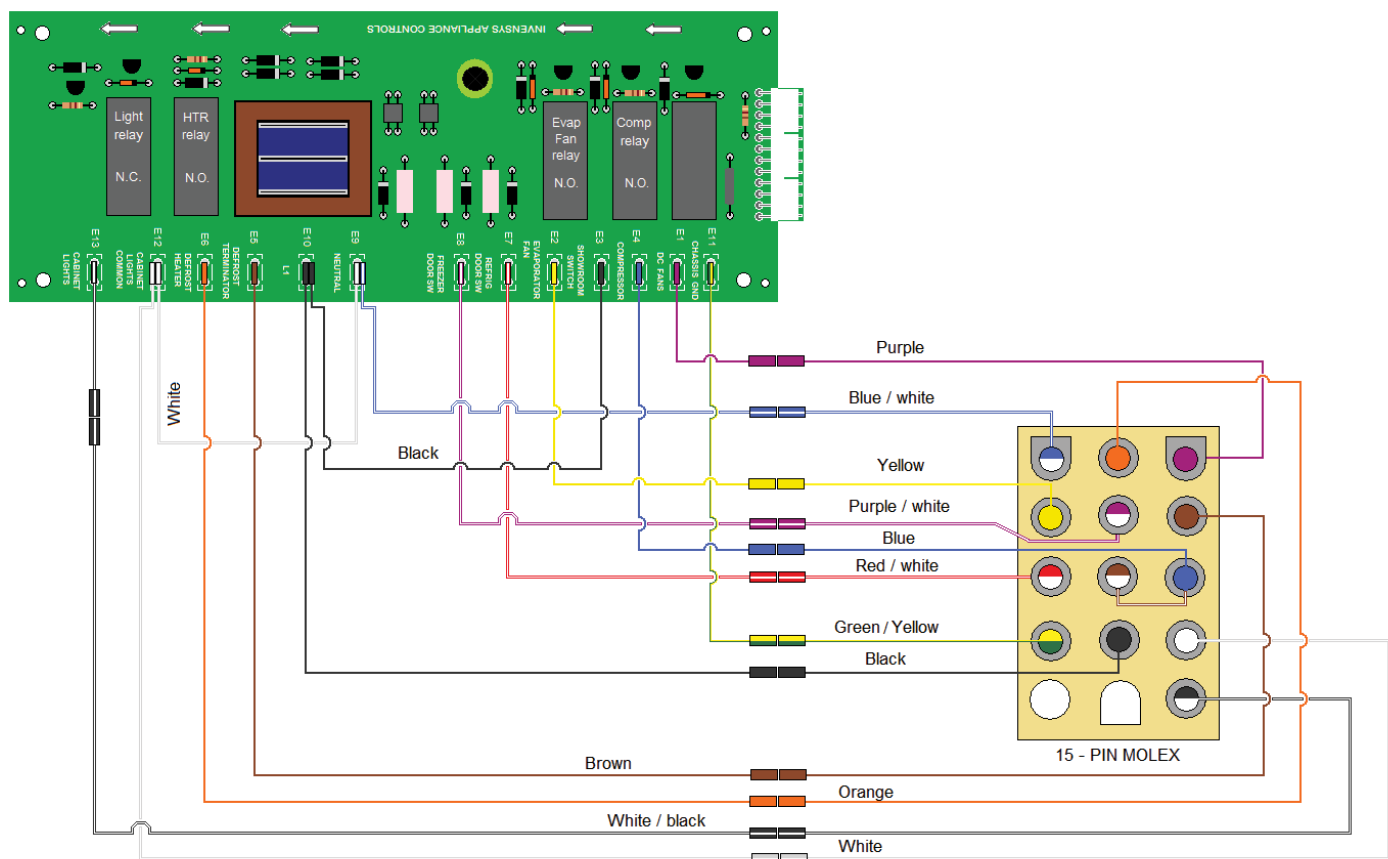 INVENSYS APPLIANCE CONTROLS
Light
relay
N.C.
HTR
relay
N.O.
Evap
Fan
relay
N.O.
Comp
relay
N.O.
E13
CABINET
LIGHTS
E12
CABINET
LIGHTS
COMMON
E6
DEFROST
HEATER
E5
DEFROST
TERMINATOR
E10
L1
E9
NEUTRAL
E8
FREEZER
DOOR SW
E7
REFRIG
DOOR SW
E2
EVAPORATOR
FAN
E3
SHOWROOM
SWITCH
E4
COMPRESSOR
E1
DC FANS
E11
CHASSIS GND
Purple
White
Blue / white
Black
Yellow
Purple / white
Blue
Red / white
Green / Yellow
Black
15 - PIN MOLEX
Brown
Orange
White / black
White